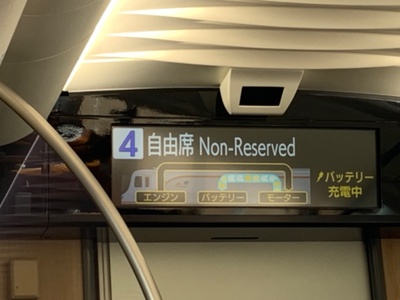 4 自由席 Non-Reserved
エンジン バッテリー モーター
バッテリー
充電中